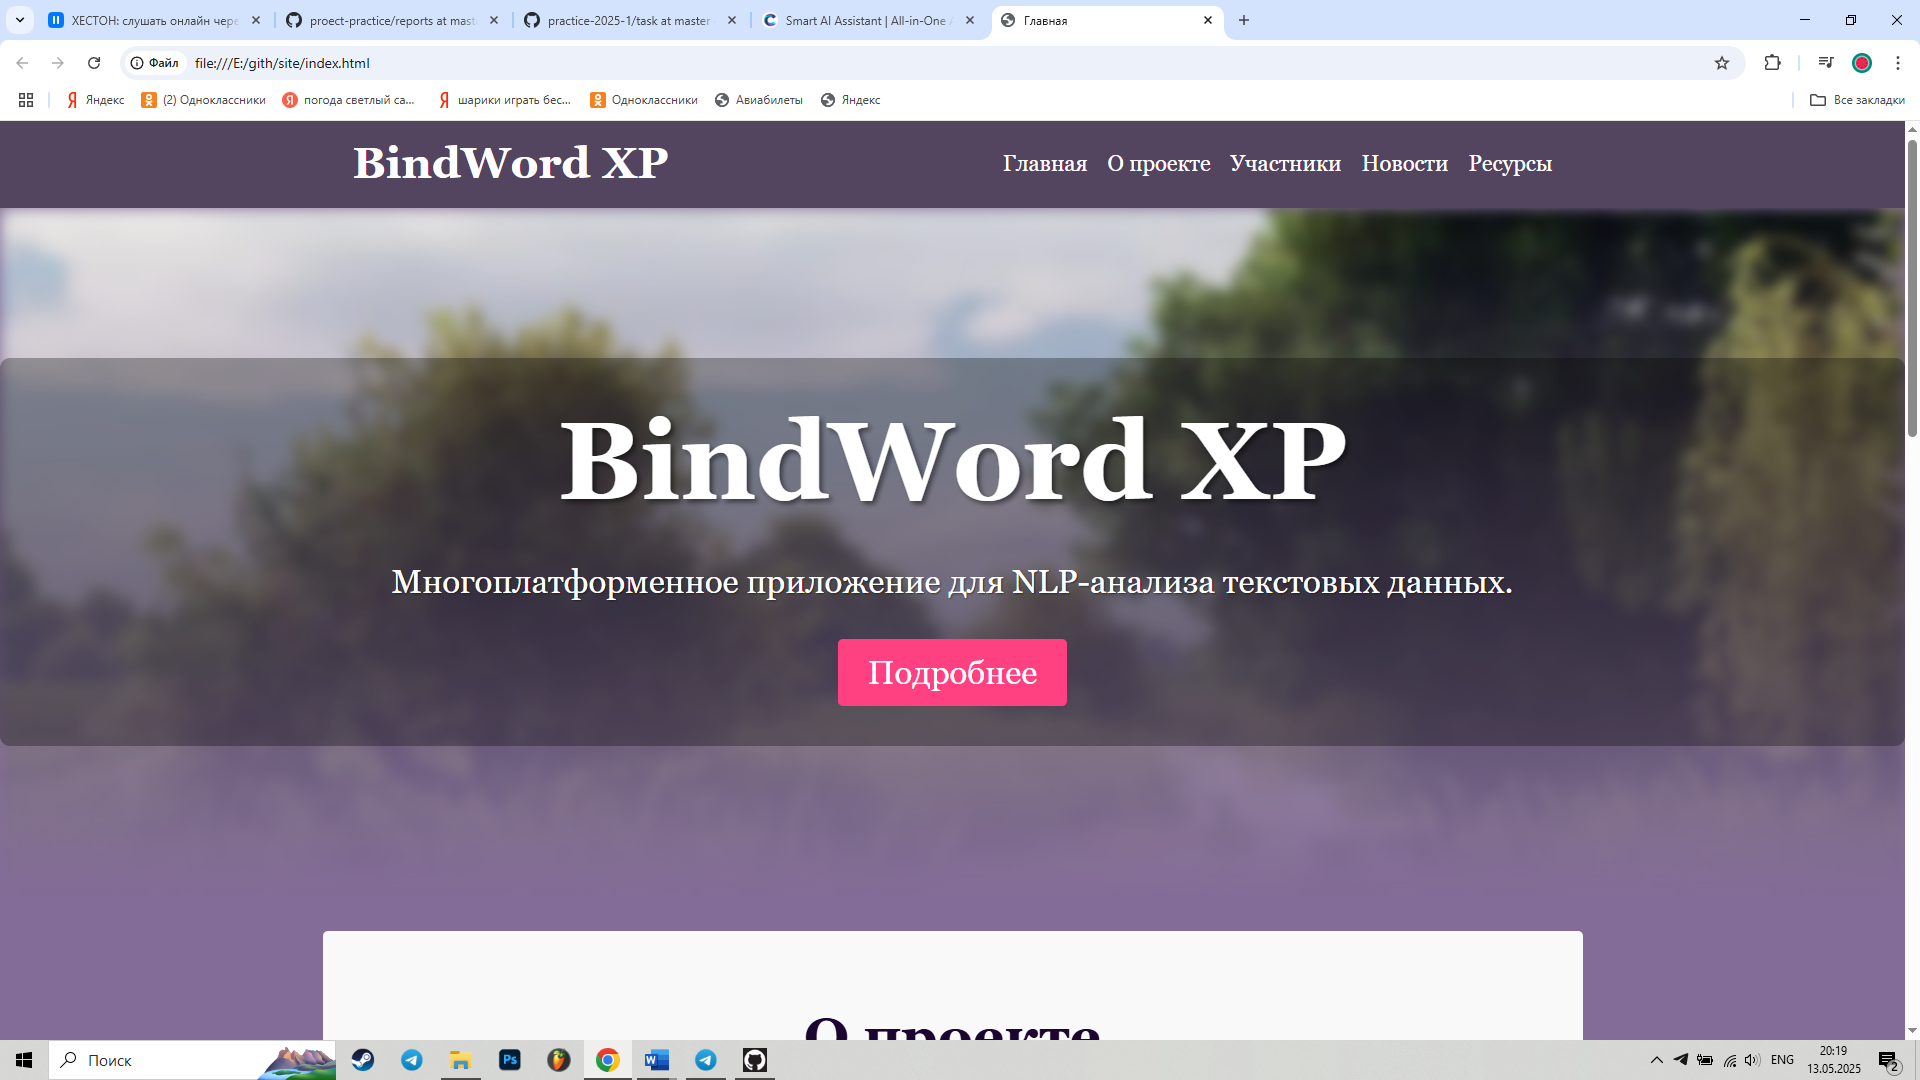 ХЕСТОН: слушать онлайн чере
proect-practice/reports at mast
practice-2025-1/task at master
Smart AI Assistant | All-in-One A
Главная
Файл
file:///E:/gith/site/index.html
Яндекс
(2) Одноклассники
погода светлый са...
шарики играть бес...
Одноклассники
Авиабилеты
Яндекс
Все закладки
BindWord XP
Главная
О проекте
Участники
Новости
Ресурсы
BindWord XP
Многоплатформенное приложение для NLP-анализа текстовых данных.
Подробнее
О проекте
Поиск
Ps
W
ENG
20:19
13.05.2025
2